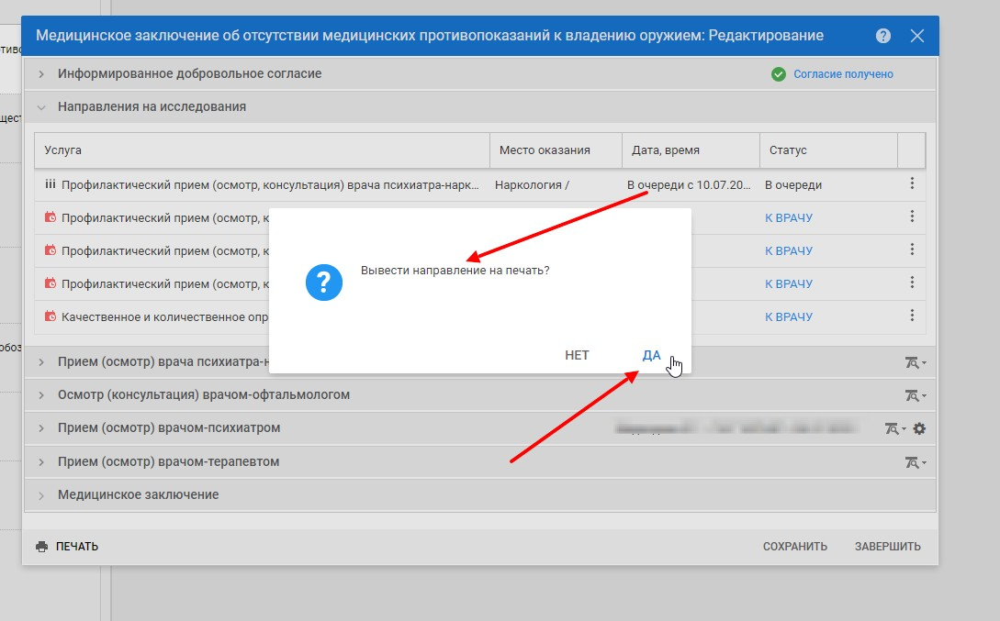 Медицинское заключение об отсутствии медицинских противопоказаний к владению оружием: Редактирование
Информированное добровольное согласие Согласие получено
Направления на исследования
Услуга Место оказания Дата, время Статус
Профилактический прием (осмотр, консультация) врача психиатра-нарк... Наркология / В очереди с 10.07.20... В очереди
Профилактический прием (осмотр, к К ВРАЧУ
Профилактический прием (осмотр, к К ВРАЧУ
Профилактический прием (осмотр, к К ВРАЧУ
Качественное и количественное опр К ВРАЧУ
Вывести направление на печать?
НЕТ ДА
Прием (осмотр) врача психиатра-н
Осмотр (консультация) врачом-офтальмологом
Прием (осмотр) врачом-психиатром
Прием (осмотр) врачом-терапевтом
Медицинское заключение
ПЕЧАТЬ СОХРАНИТЬ ЗАВЕРШИТЬ